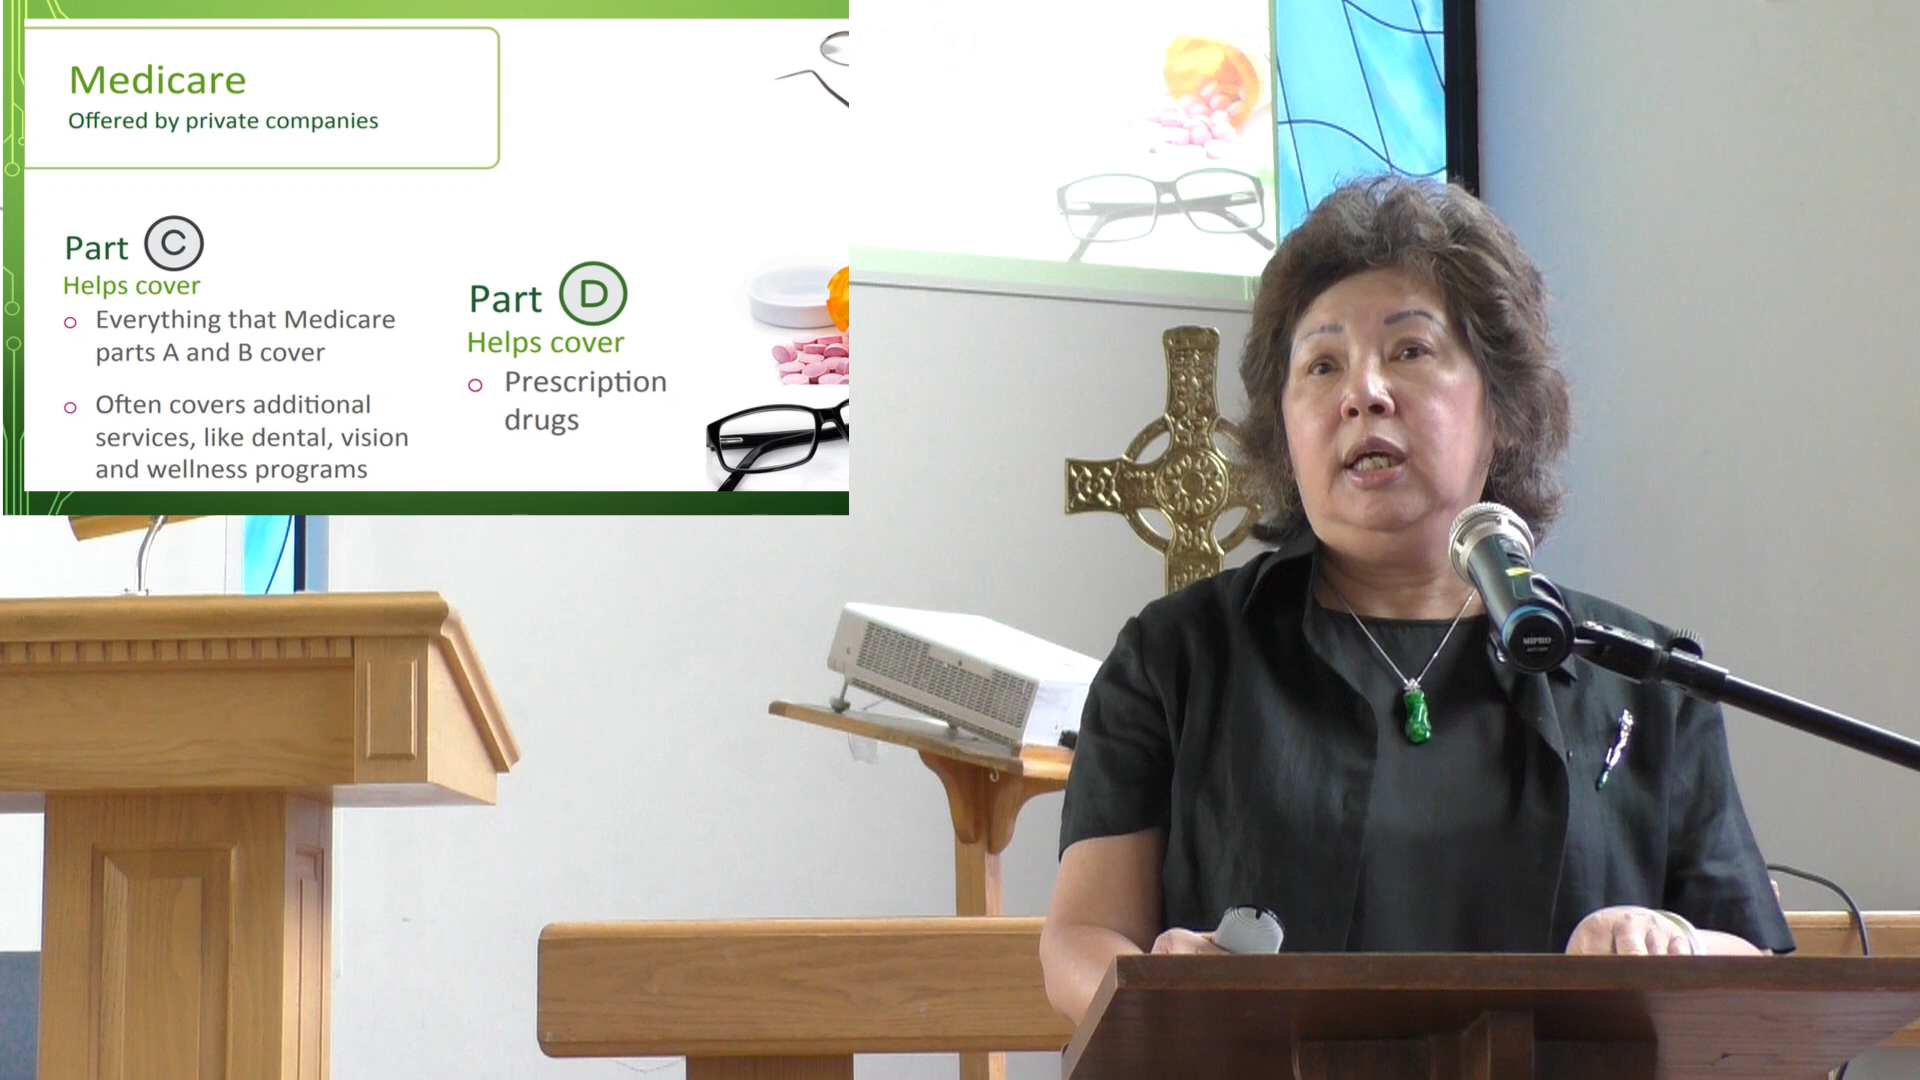 Medicare
Offered by private companies
Part C
Helps cover
Everything that Medicare
parts A and B cover
Often covers additional
services, like dental, vision
and wellness programs
Part D
Helps cover
Prescription
drugs
MIPRO